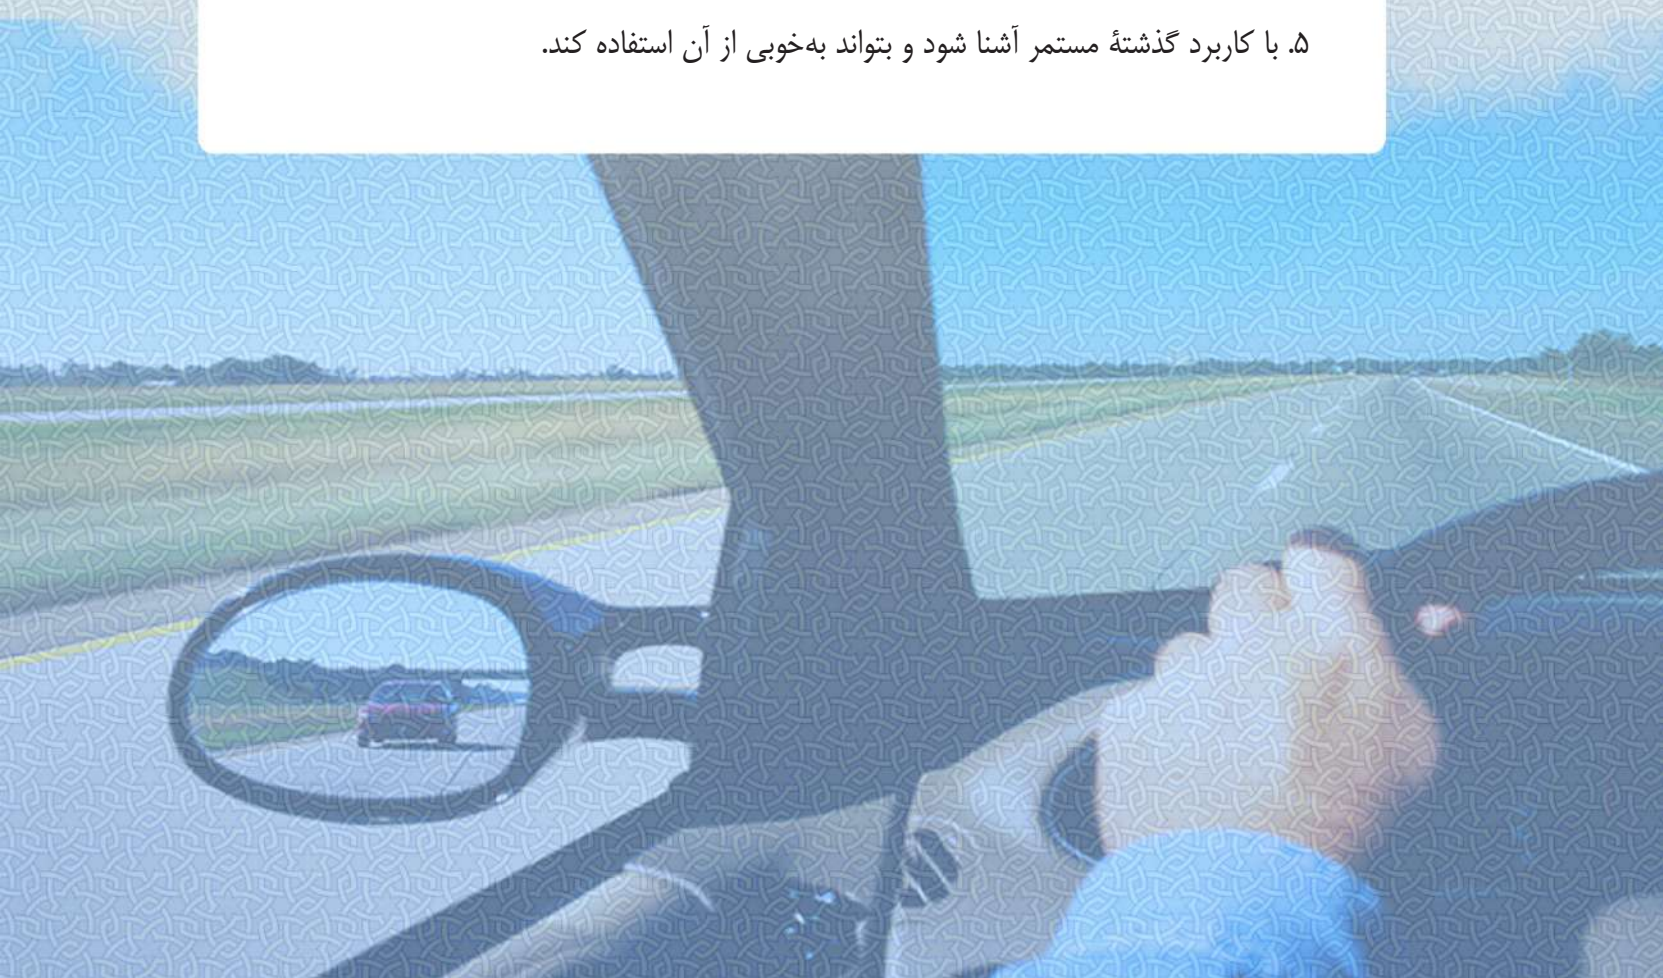 ۵. با کاربرد گذشتهٔ مستمر آشنا شود و بتواند به‌خوبی از آن استفاده کند.